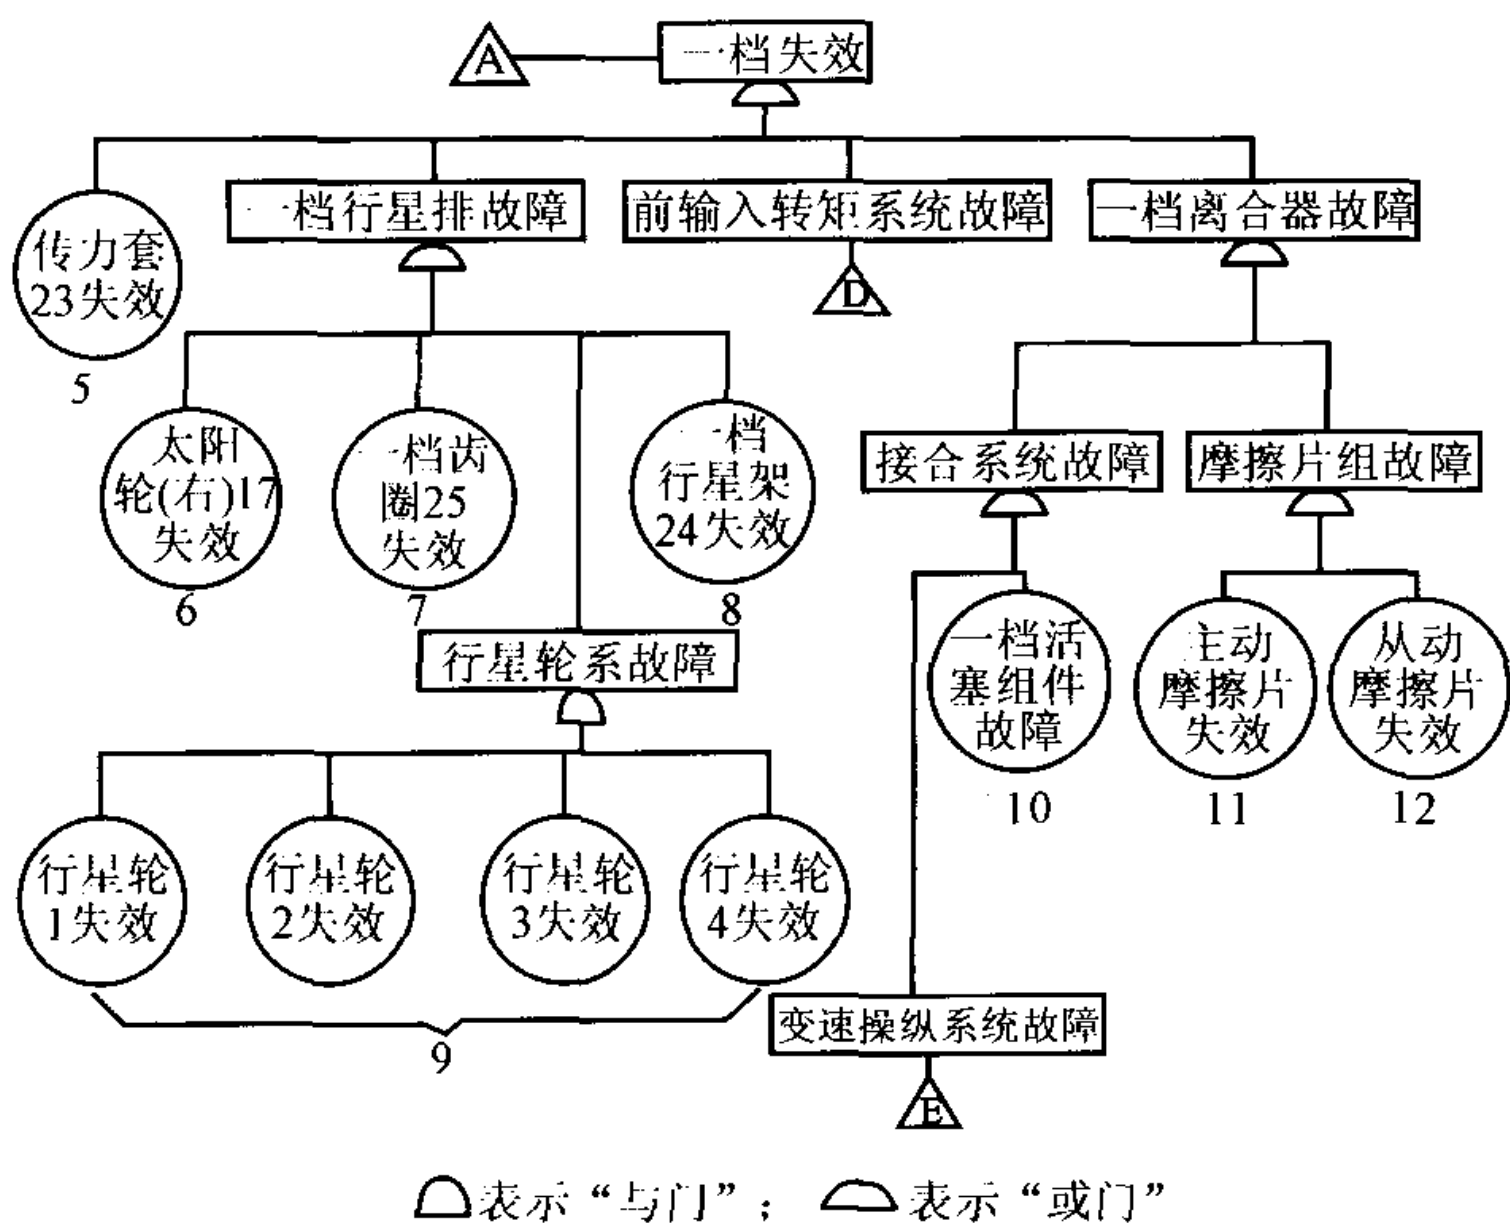 A
一档失效
一档行星排故障
前输入转矩系统故障
一档离合器故障
传力套
23失效
5
D
太阳
轮(右)17
失效
6
一档齿
圈25
失效
7
一档
行星架
24失效
8
接合系统故障
摩擦片组故障
行星轮系故障
一档活
塞组件
故障
10
主动
摩擦片
失效
11
从动
摩擦片
失效
12
行星轮
1失效
行星轮
2失效
行星轮
3失效
行星轮
4失效
9
变速操纵系统故障
E
表示“与门”;
表示“或门”